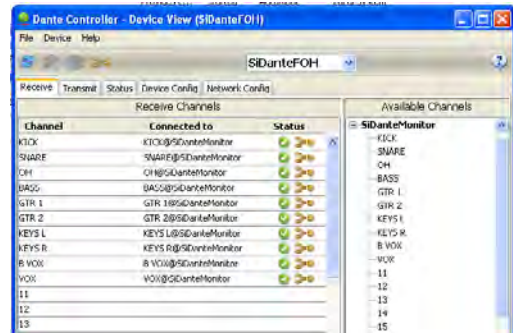 Dante Controller - Device View (SiDanteFOH)
File Device Help
SiDanteFOH
Receive Transmit Status Device Config Network Config
Receive Channels
Available Channels
Channel Connected to Status
SiDanteMonitor
KICK KICK@SiDanteMonitor
KICK
SNARE SNARE@SiDanteMonitor
SNARE
OH OH@SiDanteMonitor
OH
BASS BASS@SiDanteMonitor
BASS
GTR 1 GTR 1@SiDanteMonitor
GTR 1
GTR 2 GTR 2@SiDanteMonitor
GTR 2
KEYS L KEYS L@SiDanteMonitor
KEYS L
KEYS R KEYS R@SiDanteMonitor
KEYS R
B VOX B VOX@SiDanteMonitor
B VOX
VOX VOX@SiDanteMonitor
VOX
11
11
12
12
13
13
14
15